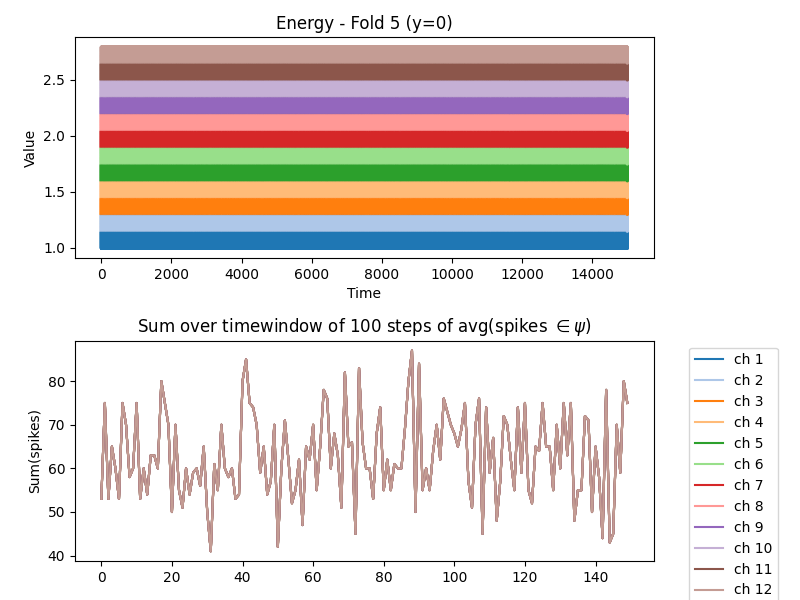 Energy - Fold 5 (y=0)
Value
2.5
2.0
1.5
1.0
0 2000 4000 6000 8000 10000 12000 14000
Time
Sum over timewindow of 100 steps of avg(spikes ∈ψ)
Sum(spikes)
80
70
60
50
40
0 20 40 60 80 100 120 140
ch 1
ch 2
ch 3
ch 4
ch 5
ch 6
ch 7
ch 8
ch 9
ch 10
ch 11
ch 12